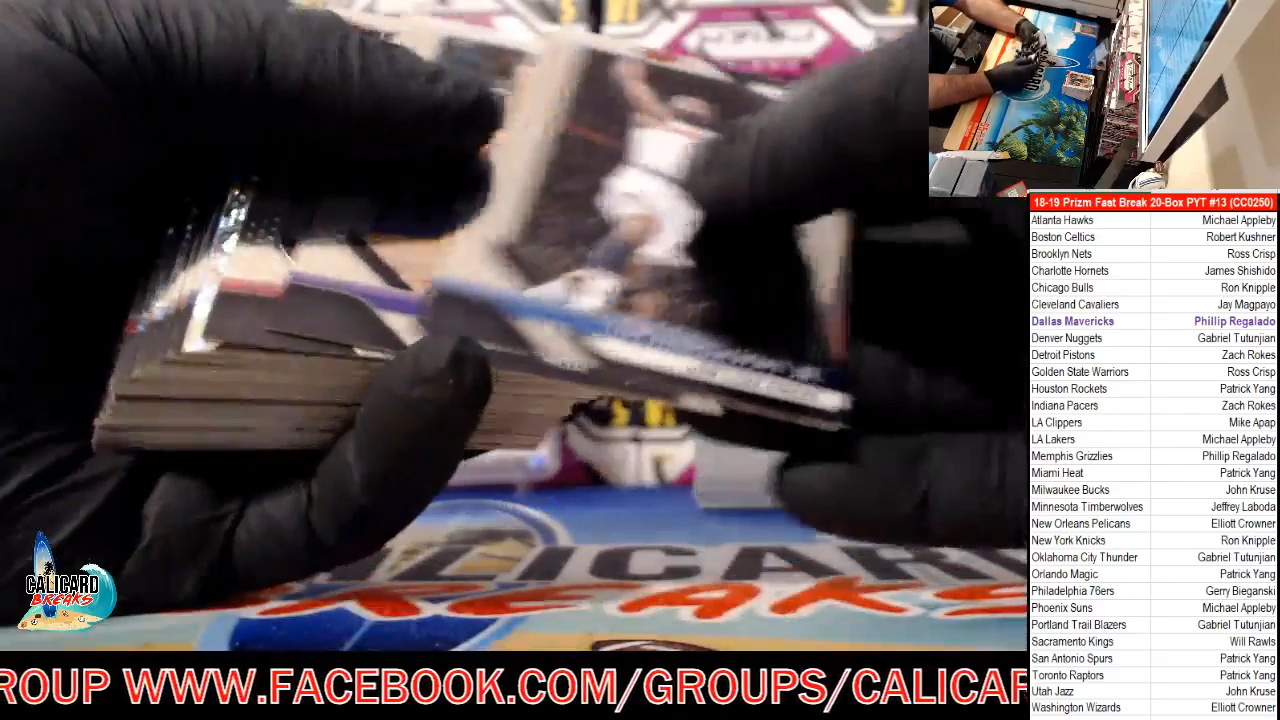 18-19 Prizm Fast Break 20-Box PYT #13 (CC0250)
Atlanta Hawks Michael Appleby
Boston Celtics Robert Kushner
Brooklyn Nets Ross Crisp
Charlotte Hornets James Shishido
Chicago Bulls Ron Knipple
Cleveland Cavaliers Jay Magpayo
Dallas Mavericks Phillip Regalado
Denver Nuggets Gabriel Tutunjian
Detroit Pistons Zach Rokes
Golden State Warriors Ross Crisp
Houston Rockets Patrick Yang
Indiana Pacers Zach Rokes
LA Clippers Mike Apap
LA Lakers Michael Appleby
Memphis Grizzlies Phillip Regalado
Miami Heat Patrick Yang
Milwaukee Bucks John Kruse
Minnesota Timberwolves Jeffrey Laboda
New Orleans Pelicans Elliott Crowner
New York Knicks Ron Knipple
Oklahoma City Thunder Gabriel Tutunjian
Orlando Magic Patrick Yang
Philadelphia 76ers Gerry Bieganski
Phoenix Suns Michael Appleby
Portland Trail Blazers Gabriel Tutunjian
Sacramento Kings Will Rawls
San Antonio Spurs Patrick Yang
Toronto Raptors Patrick Yang
Utah Jazz John Kruse
Washington Wizards Elliott Crowner
CALICARD
BREAKS
ALICAR
REAKS
ROUP WWW.FACEBOOK.COM/GROUPS/CALICAR